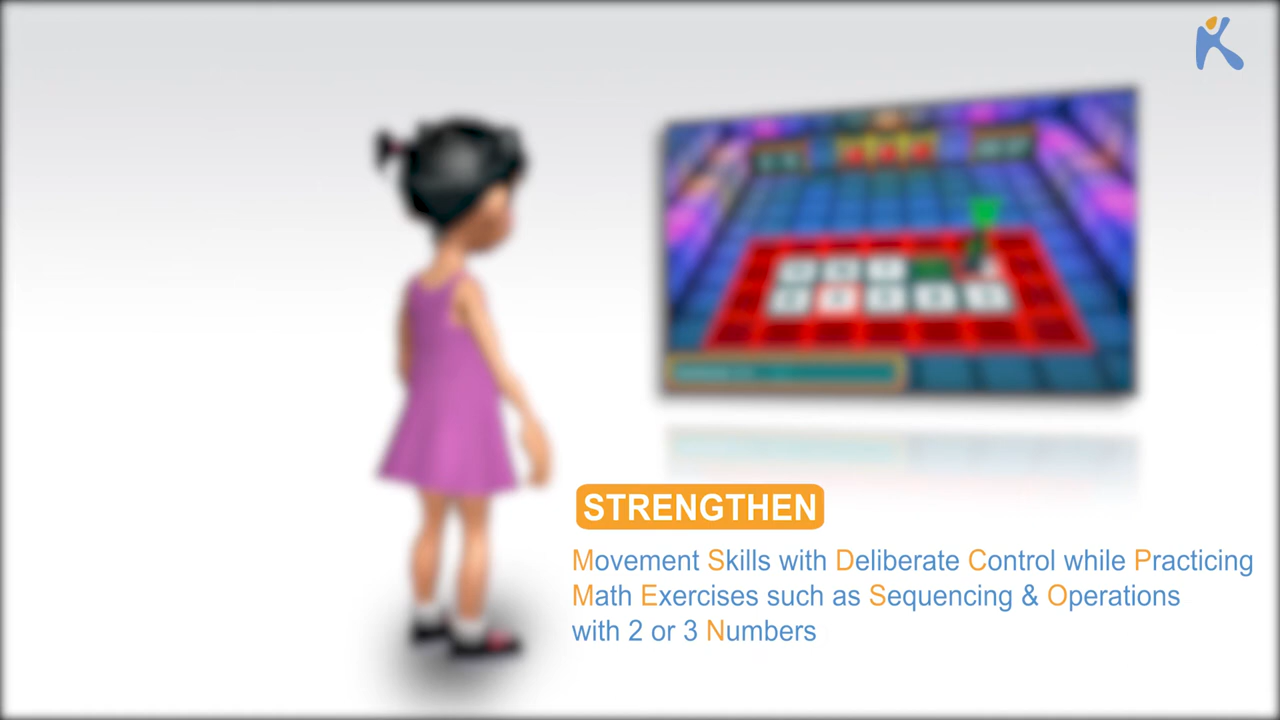 STRENGTHEN
Movement Skills with Deliberate Control while Practicing
Math Exercises such as Sequencing & Operations
with 2 or 3 Numbers